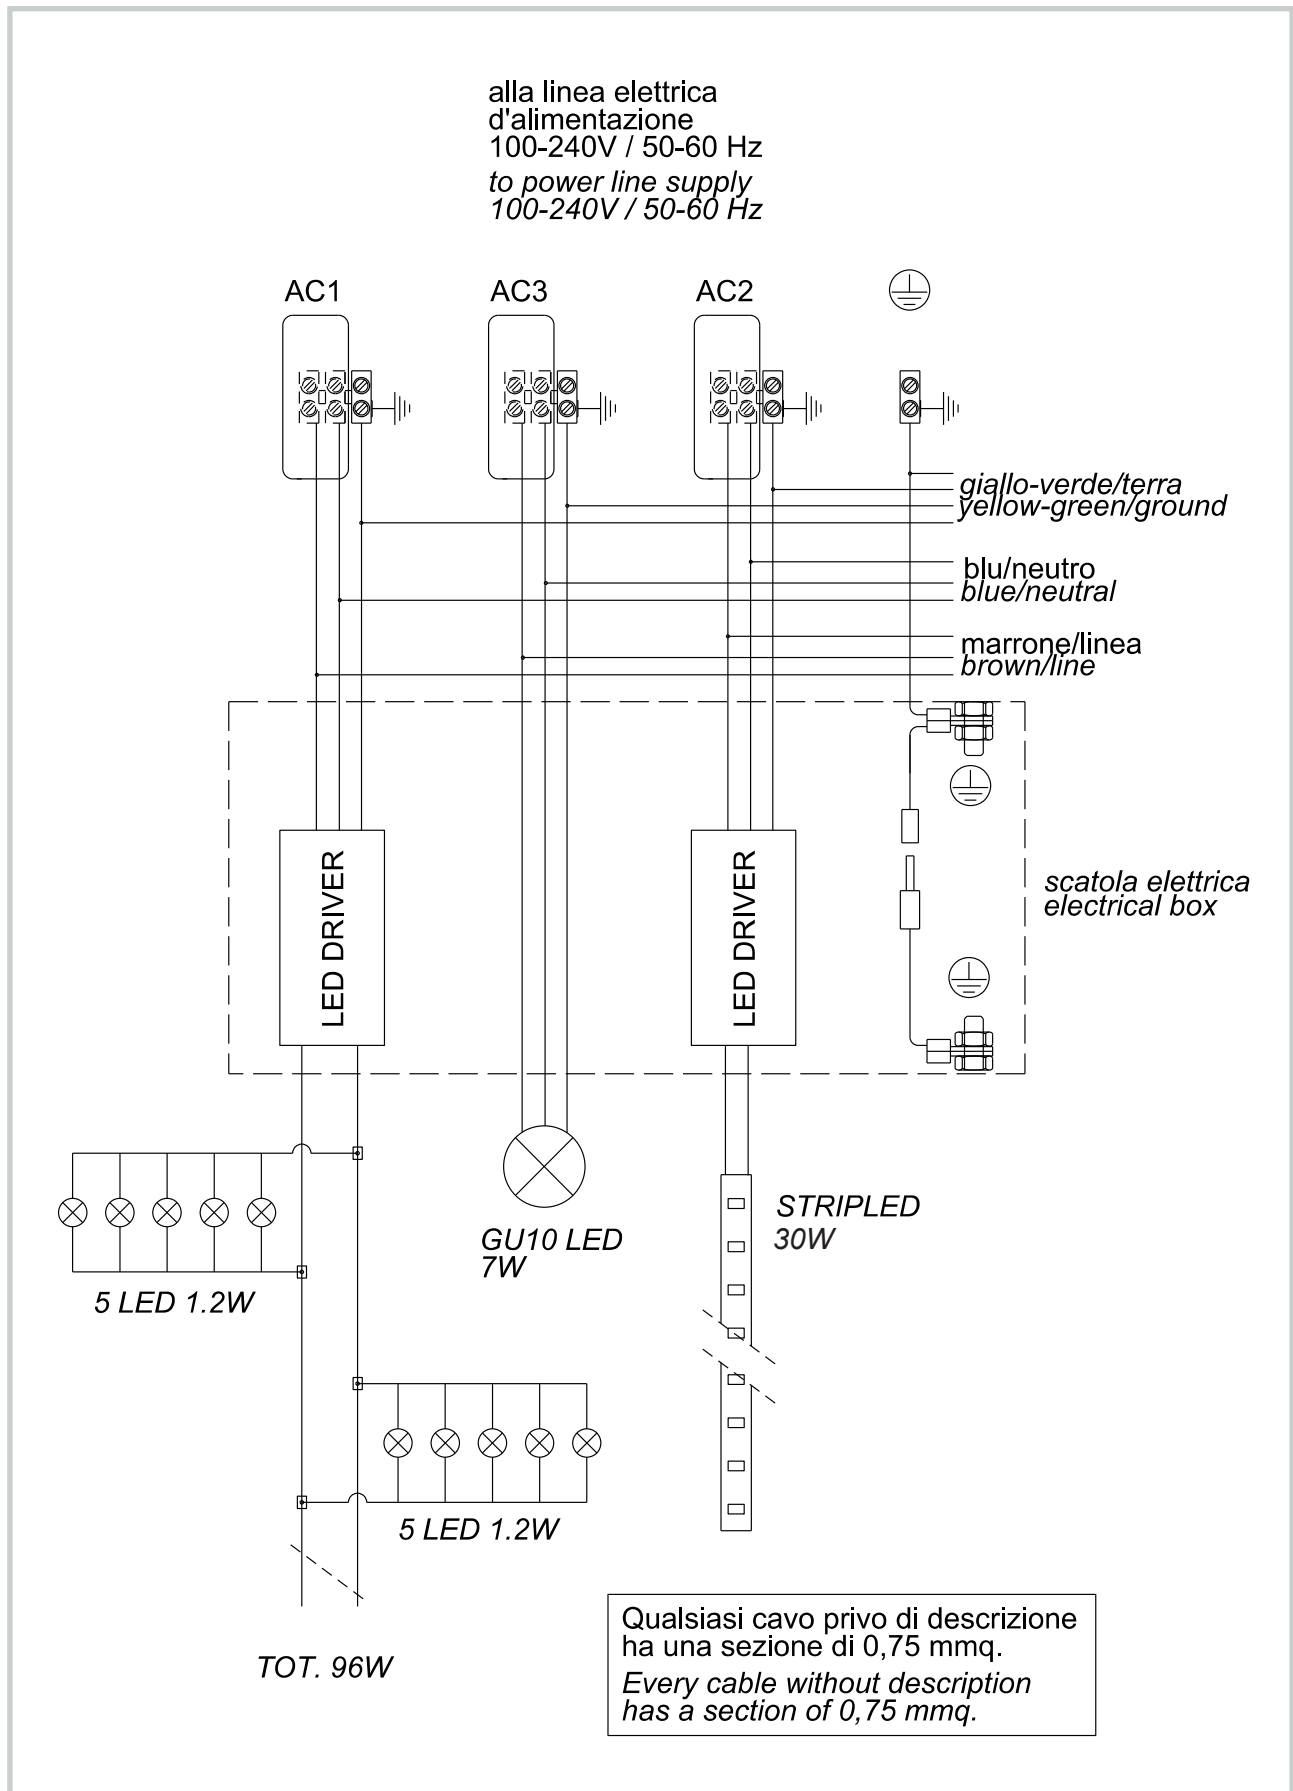 alla linea elettrica
d'alimentazione
100-240V / 50-60 Hz
to power line supply
100-240V / 50-60 Hz
AC1
AC3
AC2
giallo-verde/terra
yellow-green/ground
blu/neutro
blue/neutral
marrone/linea
brown/line
LED DRIVER
LED DRIVER
scatola elettrica
electrical box
STRIPLED
30W
GU10 LED
7W
5 LED 1.2W
5 LED 1.2W
TOT. 96W
Qualsiasi cavo privo di descrizione
ha una sezione di 0,75 mmq.
Every cable without description
has a section of 0,75 mmq.